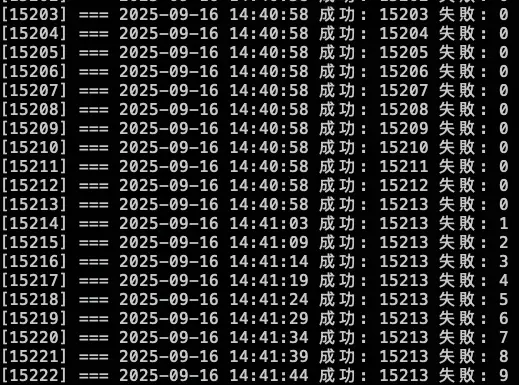 [15203] === 2025-09-16 14:40:58 成功: 15203 失敗: 0
[15204] === 2025-09-16 14:40:58 成功: 15204 失敗: 0
[15205] === 2025-09-16 14:40:58 成功: 15205 失敗: 0
[15206] === 2025-09-16 14:40:58 成功: 15206 失敗: 0
[15207] === 2025-09-16 14:40:58 成功: 15207 失敗: 0
[15208] === 2025-09-16 14:40:58 成功: 15208 失敗: 0
[15209] === 2025-09-16 14:40:58 成功: 15209 失敗: 0
[15210] === 2025-09-16 14:40:58 成功: 15210 失敗: 0
[15211] === 2025-09-16 14:40:58 成功: 15211 失敗: 0
[15212] === 2025-09-16 14:40:58 成功: 15212 失敗: 0
[15213] === 2025-09-16 14:40:58 成功: 15213 失敗: 0
[15214] === 2025-09-16 14:41:03 成功: 15213 失敗: 1
[15215] === 2025-09-16 14:41:09 成功: 15213 失敗: 2
[15216] === 2025-09-16 14:41:14 成功: 15213 失敗: 3
[15217] === 2025-09-16 14:41:19 成功: 15213 失敗: 4
[15218] === 2025-09-16 14:41:24 成功: 15213 失敗: 5
[15219] === 2025-09-16 14:41:29 成功: 15213 失敗: 6
[15220] === 2025-09-16 14:41:34 成功: 15213 失敗: 7
[15221] === 2025-09-16 14:41:39 成功: 15213 失敗: 8
[15222] === 2025-09-16 14:41:44 成功: 15213 失敗: 9